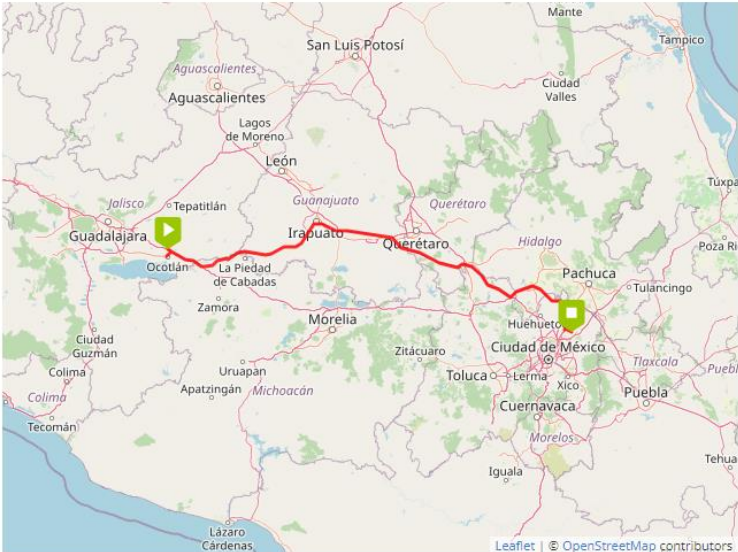 Mante
Tampico
San Luis Potosí
Aguascalientes
Ciudad
Valles
Aguascalientes
Lagos
de Moreno
León
Jalisco
Tepatitlán
Guanajuato
Querétaro
Túxpa
Guadalajara
Irapuato
Querétaro
Hidalgo
Poza Ri
Ocotlán
La Piedad
de Cabadas
Pachuca
Tulancingo
Zamora
Morelia
Huehueto
Ciudad
Guzmán
Zitácuaro
Ciudad de México
Tlaxcala
Colima
Uruapan
Toluca
Lerma
Xico
Puebl
Apatzingán
Michoacán
Puebla
Colima
Cuernavaca
Tecomán
Morelos
Iguala
Tehua
Lázaro
Cárdenas
Leaflet | © OpenStreetMap contributors